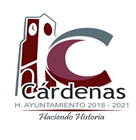 Cárdenas
H. AYUNTAMIENTO 2018 - 2021
Haciendo Historia